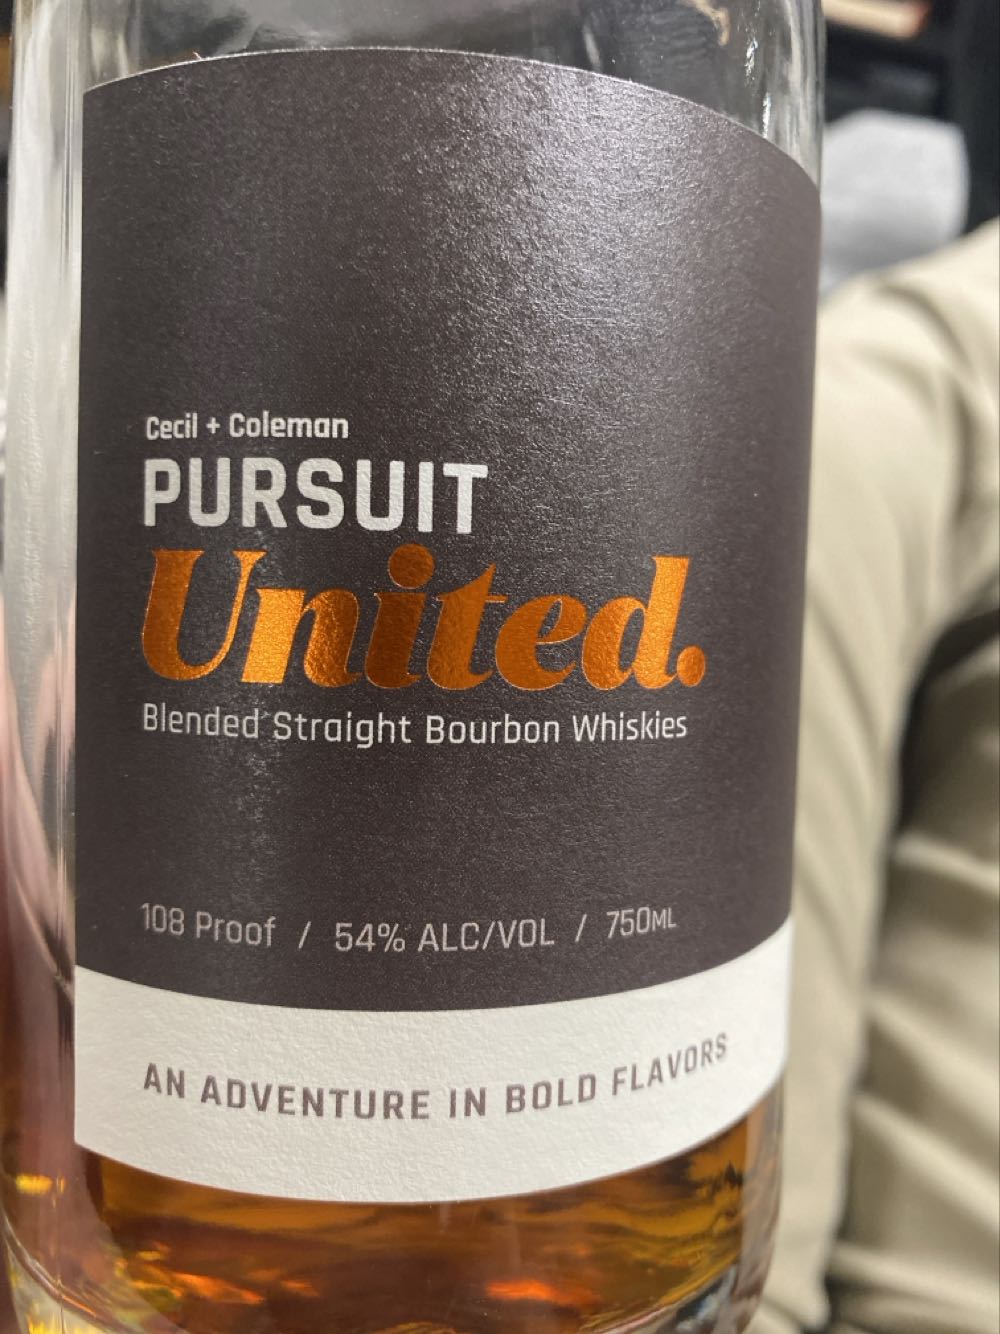 Cecil + Coleman
PURSUIT
United.
Blended Straight Bourbon Whiskies
108 Proof / 54% ALC/VOL / 750ML
AN ADVENTURE IN BOLD FLAVORS